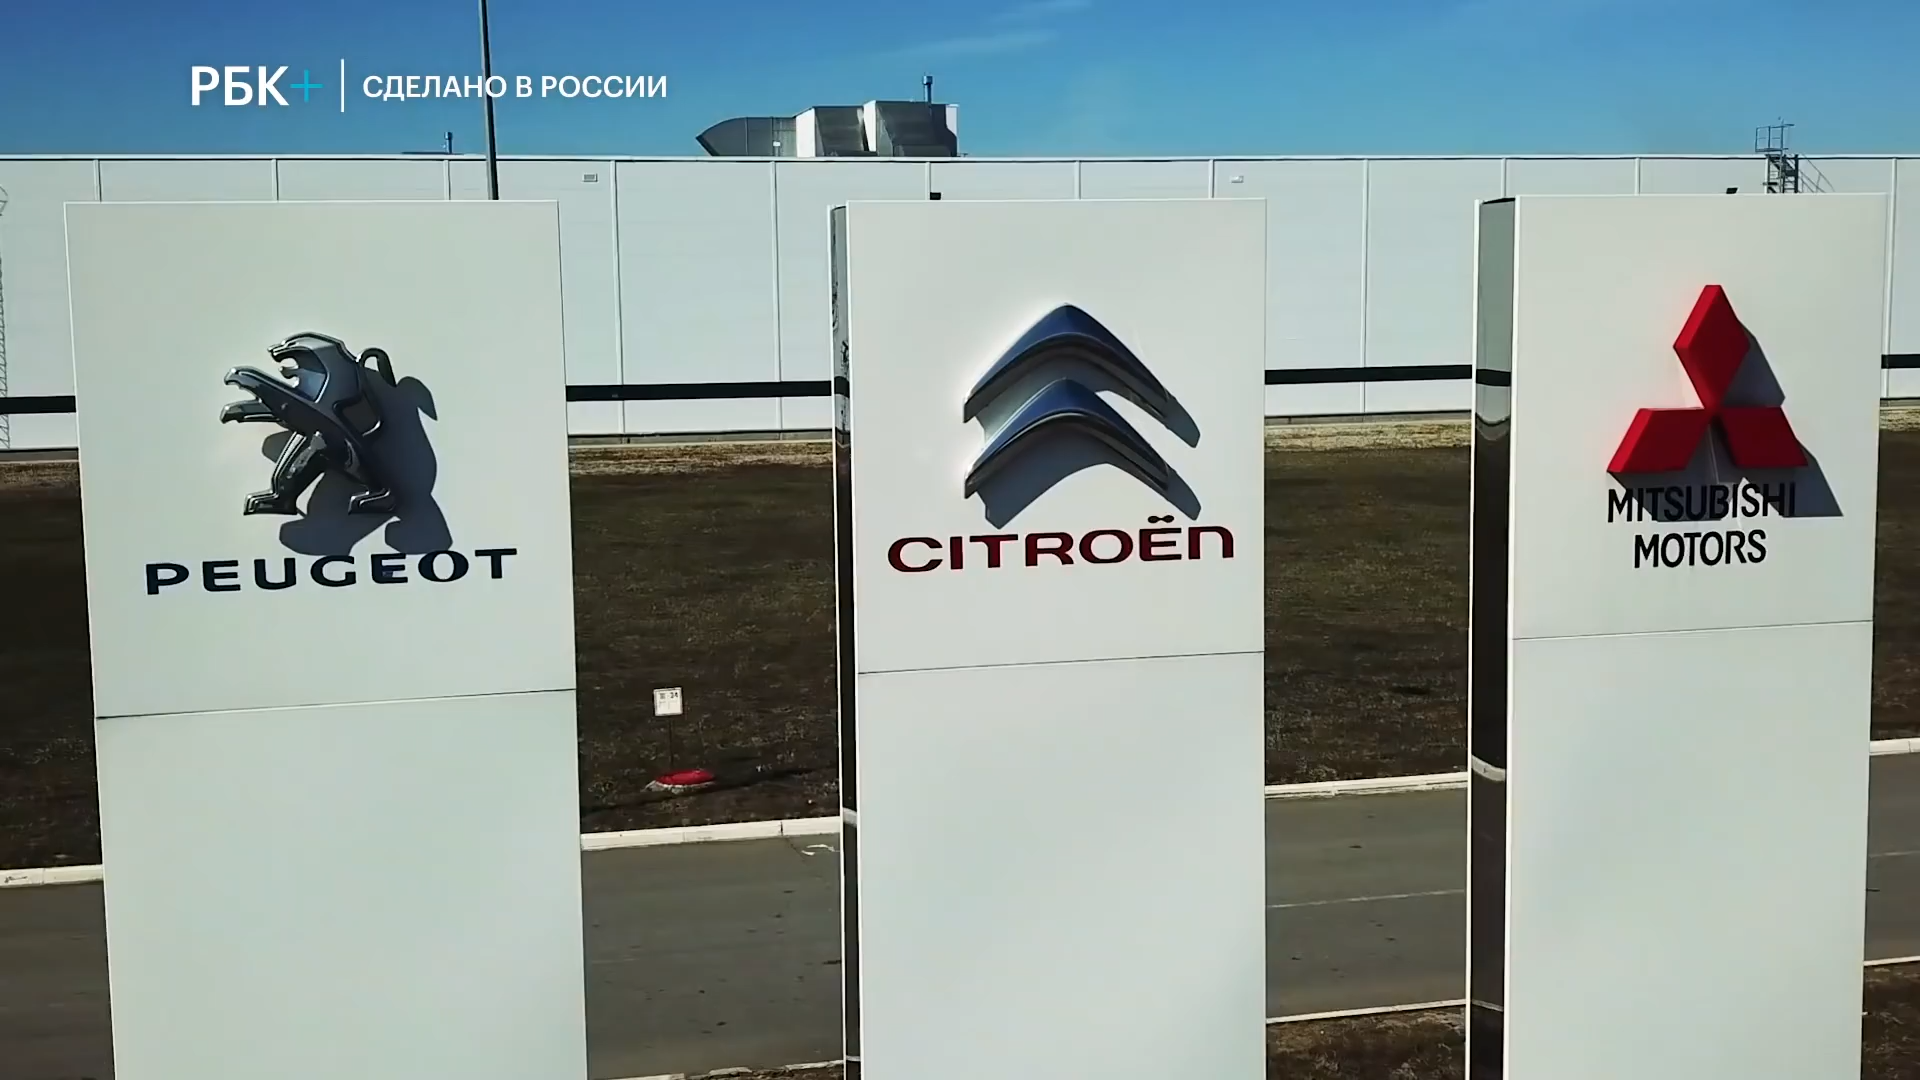 РБК+ | СДЕЛАНО В РОССИИ
PEUGEOT
CITROËN
MITSUBISHI
MOTORS